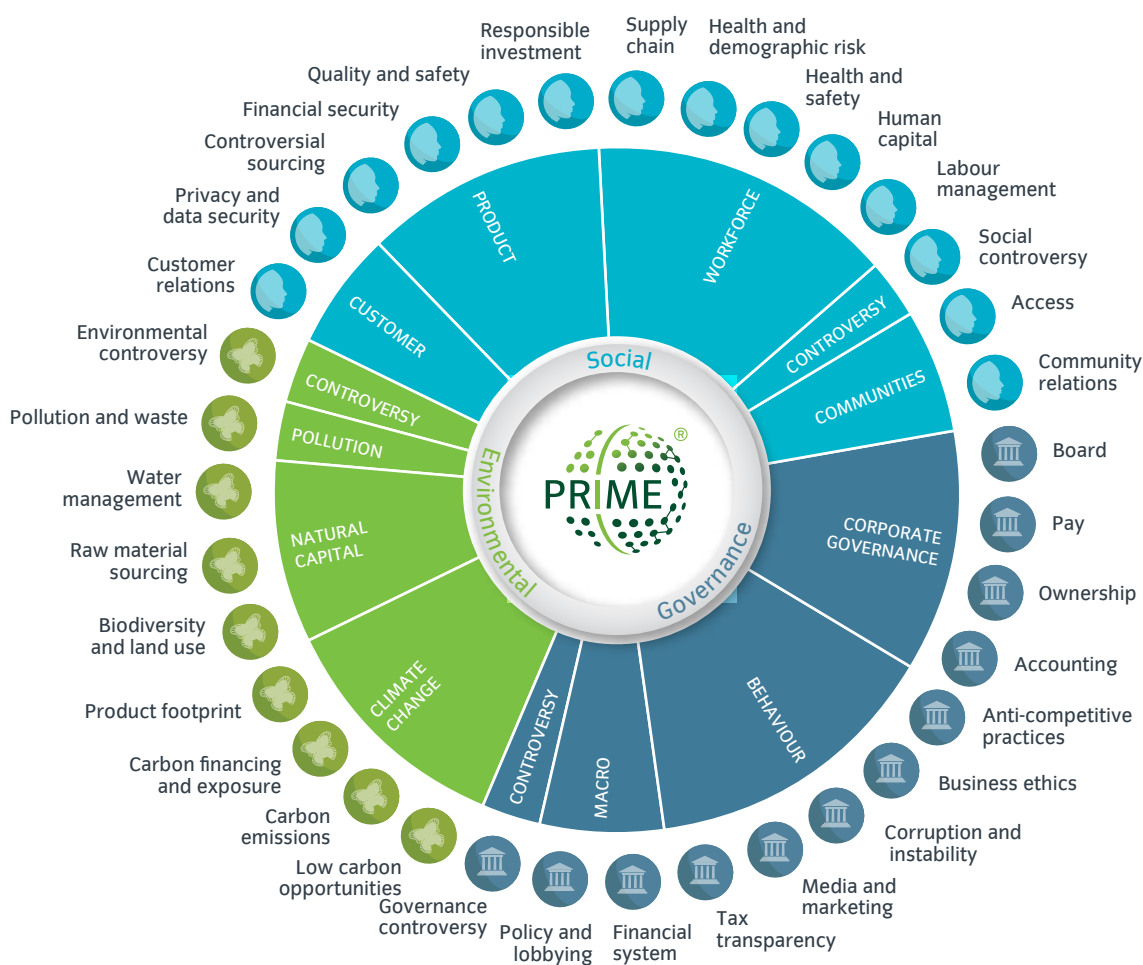 Responsible
investment
Supply
chain
Health and
demographic risk
Health and
safety
Human
capital
Labour
management
Social
controversy
Access
Community
relations
Board
Pay
Ownership
Accounting
Anti-competitive
practices
Business ethics
Corruption and
instability
Media and
marketing
Tax
transparency
Financial
system
Policy and
lobbying
Governance
controversy
Low carbon
opportunities
Carbon
emissions
Carbon financing
and exposure
Product footprint
Biodiversity
and land use
Raw material
sourcing
Water
management
Pollution and waste
Environmental
controversy
Customer
relations
Privacy and
data security
Controversial
sourcing
Financial security
Quality and safety
PRODUCT
WORKFORCE
CONTROVERSY
COMMUNITIES
CORPORATE
GOVERNANCE
BEHAVIOUR
MACRO
CONTROVERSY
CLIMATE
CHANGE
NATURAL
CAPITAL
POLLUTION
CONTROVERSY
CUSTOMER
Social
Governance
Environmental
PRIME®